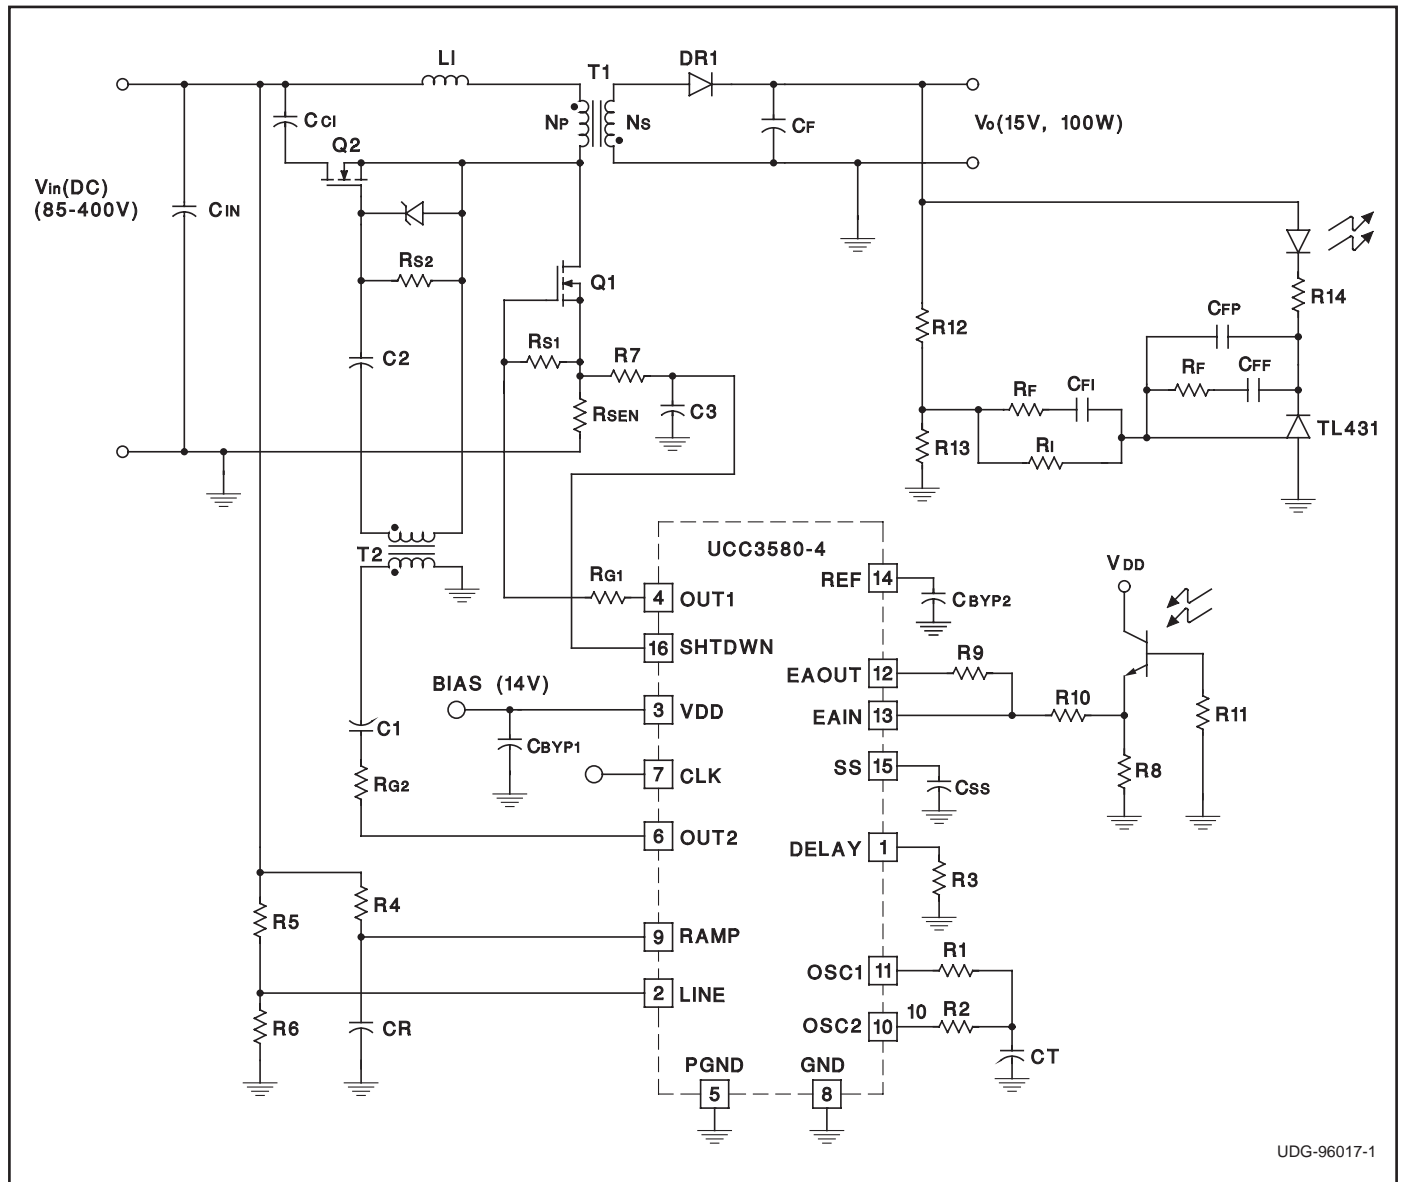 LI
T1
DR1
CCI
NP
NS
CF
Vo(15V, 100W)
Q2
Vin(DC)
(85-400V)
CIN
RS2
Q1
R14
CFP
R12
RS1
R7
C2
RF
CFF
RSEN
C3
RF
CFI
TL431
R13
RI
UCC3580-4
T2
VDD
RG1
REF
14
CBYP2
4
OUT1
16
SHTDWN
EAOUT
12
R9
BIAS (14V)
3
VDD
EAIN
13
R10
R11
C1
CBYP1
SS
15
CSS
R8
7
CLK
RG2
6
OUT2
DELAY
1
R3
R4
R5
9
RAMP
R1
OSC1
11
2
LINE
10
R2
OSC2
10
R6
CR
CT
PGND
GND
5
8
UDG-96017-1